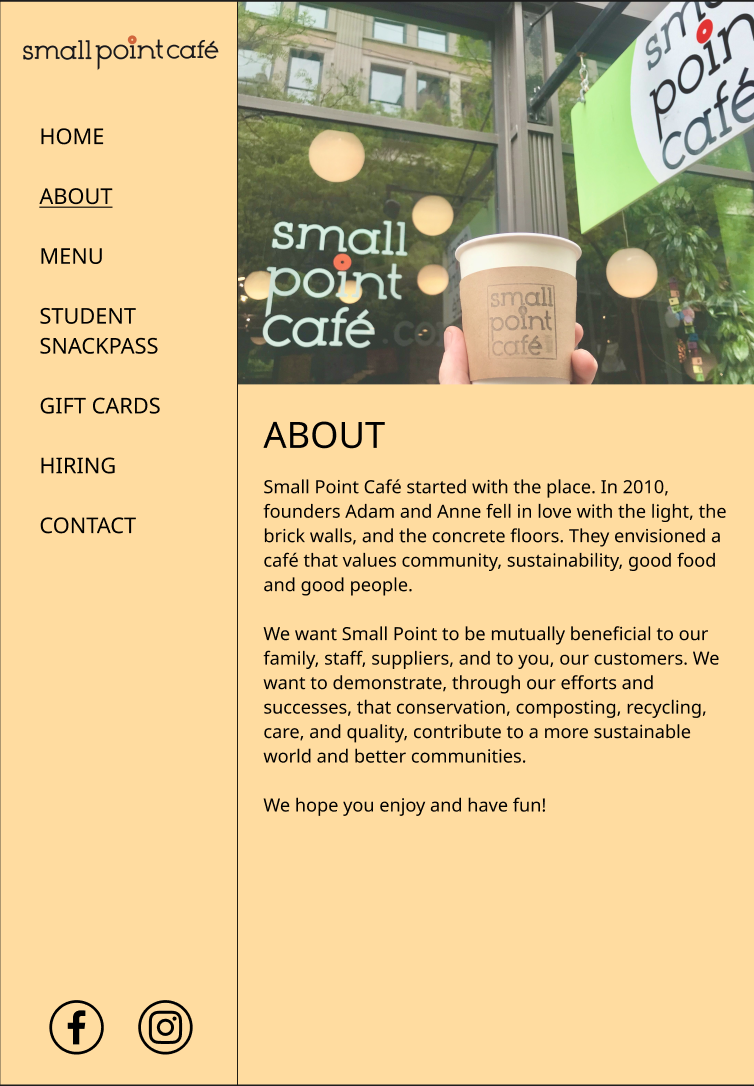 small point café
HOME
ABOUT
MENU
STUDENT
SNACKPASS
GIFT CARDS
HIRING
CONTACT
small
point
café
small
point
café
point
café
ABOUT
Small Point Café started with the place. In 2010,
founders Adam and Anne fell in love with the light, the
brick walls, and the concrete floors. They envisioned a
café that values community, sustainability, good food
and good people.
We want Small Point to be mutually beneficial to our
family, staff, suppliers, and to you, our customers. We
want to demonstrate, through our efforts and
successes, that conservation, composting, recycling,
care, and quality, contribute to a more sustainable
world and better communities.
We hope you enjoy and have fun!